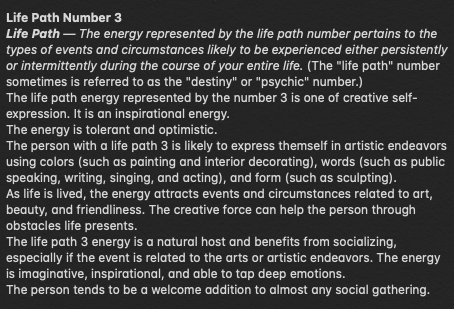 Life Path Number 3
Life Path — The energy represented by the life path number pertains to the
types of events and circumstances likely to be experienced either persistently
or intermittently during the course of your entire life. (The "life path" number
sometimes is referred to as the "destiny" or "psychic" number.)
The life path energy represented by the number 3 is one of creative self-
expression. It is an inspirational energy.
The energy is tolerant and optimistic.
The person with a life path 3 is likely to express themself in artistic endeavors
using colors (such as painting and interior decorating), words (such as public
speaking, writing, singing, and acting), and form (such as sculpting).
As life is lived, the energy attracts events and circumstances related to art,
beauty, and friendliness. The creative force can help the person through
obstacles life presents.
The life path 3 energy is a natural host and benefits from socializing,
especially if the event is related to the arts or artistic endeavors. The energy
is imaginative, inspirational, and able to tap deep emotions.
The person tends to be a welcome addition to almost any social gathering.